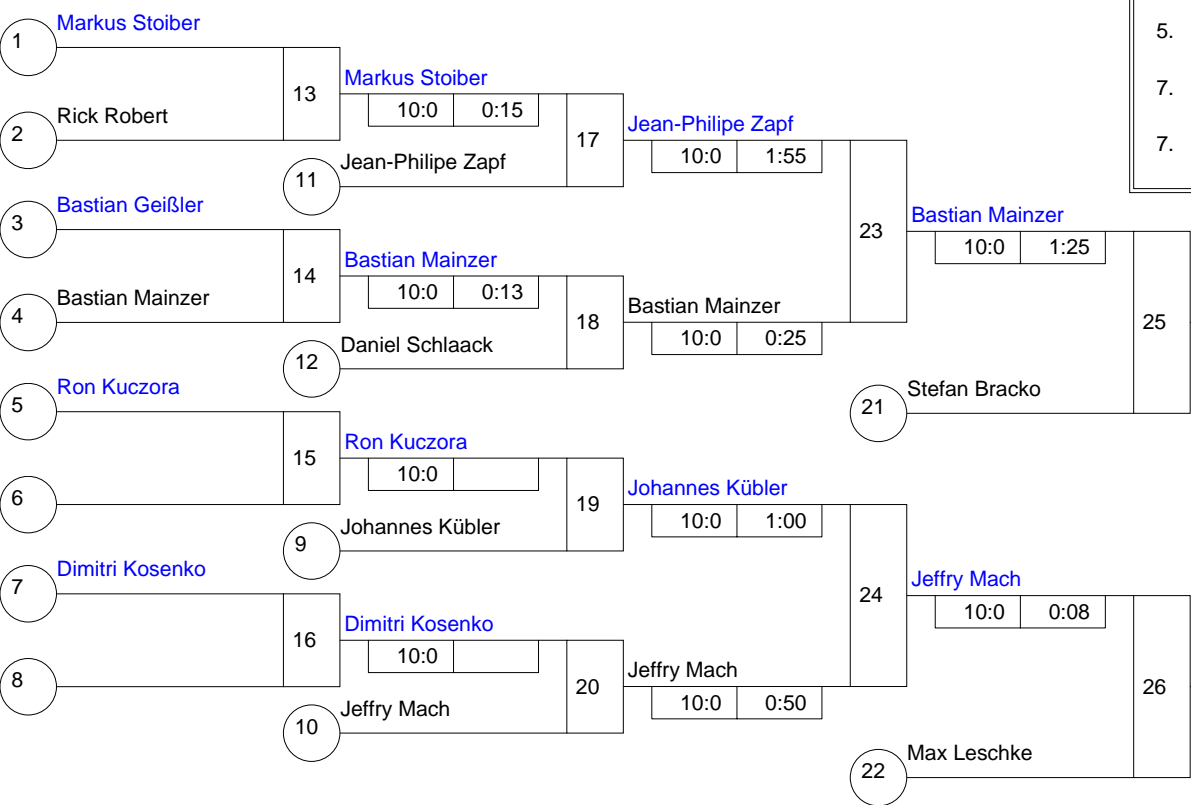 Markus Stoiber
1
5.
13
Markus Stoiber
10:0 0:15
7.
Rick Robert
2
17
Jean-Philipe Zapf
10:0 1:55
7.
Jean-Philipe Zapf
11
Bastian Geißler
3
23
Bastian Mainzer
10:0 1:25
14
Bastian Mainzer
10:0 0:13
Bastian Mainzer
4
18
Bastian Mainzer
10:0 0:25
25
Daniel Schlaack
12
Ron Kuczora
5
Stefan Bracko
21
15
Ron Kuczora
10:0
6
19
Johannes Kübler
10:0 1:00
Johannes Kübler
9
Dimitri Kosenko
7
24
Jeffry Mach
10:0 0:08
16
Dimitri Kosenko
10:0
8
20
Jeffry Mach
10:0 0:50
26
Jeffry Mach
10
Max Leschke
22